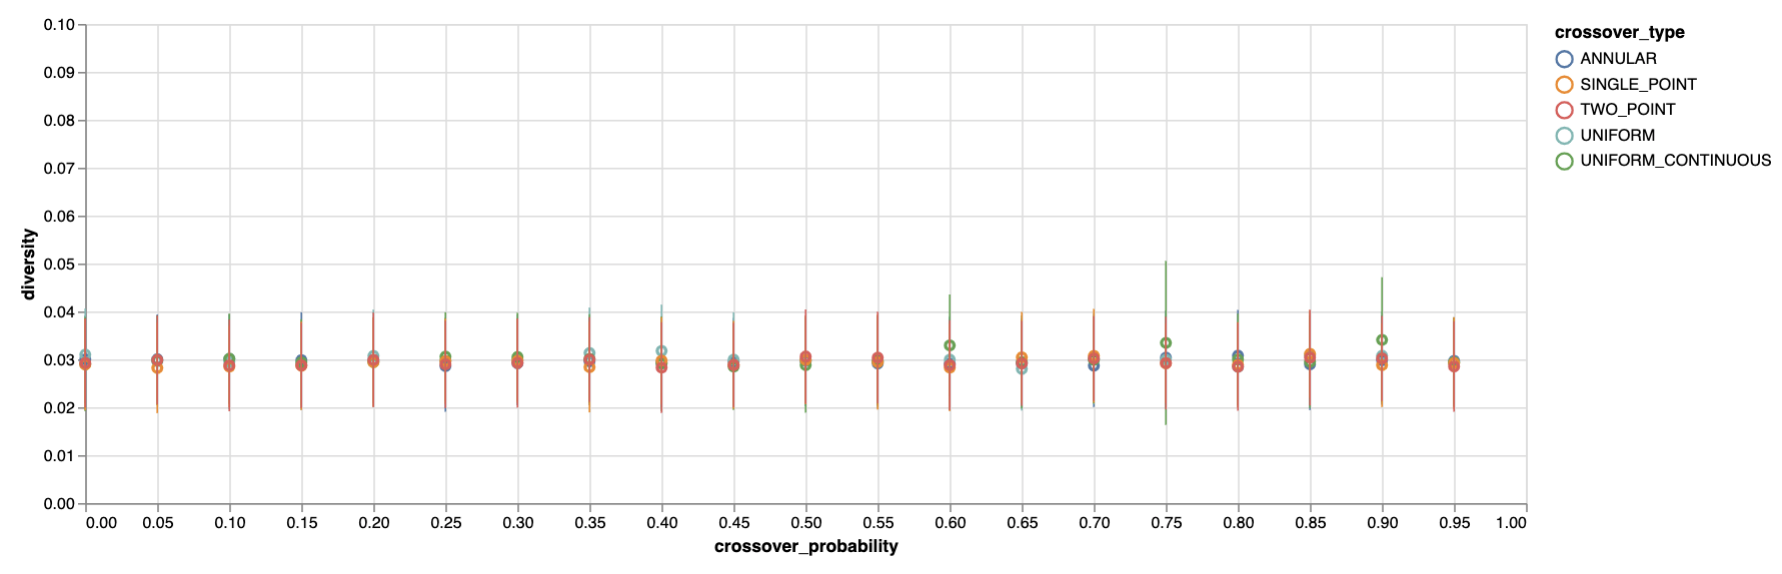 0.10
0.09
0.08
0.07
0.06
0.05
0.04
0.03
0.02
0.01
0.00
diversity
0.00 0.05 0.10 0.15 0.20 0.25 0.30 0.35 0.40 0.45 0.50 0.55 0.60 0.65 0.70 0.75 0.80 0.85 0.90 0.95 1.00
crossover_probability
crossover_type
ANNULAR
SINGLE_POINT
TWO_POINT
UNIFORM
UNIFORM_CONTINUOUS